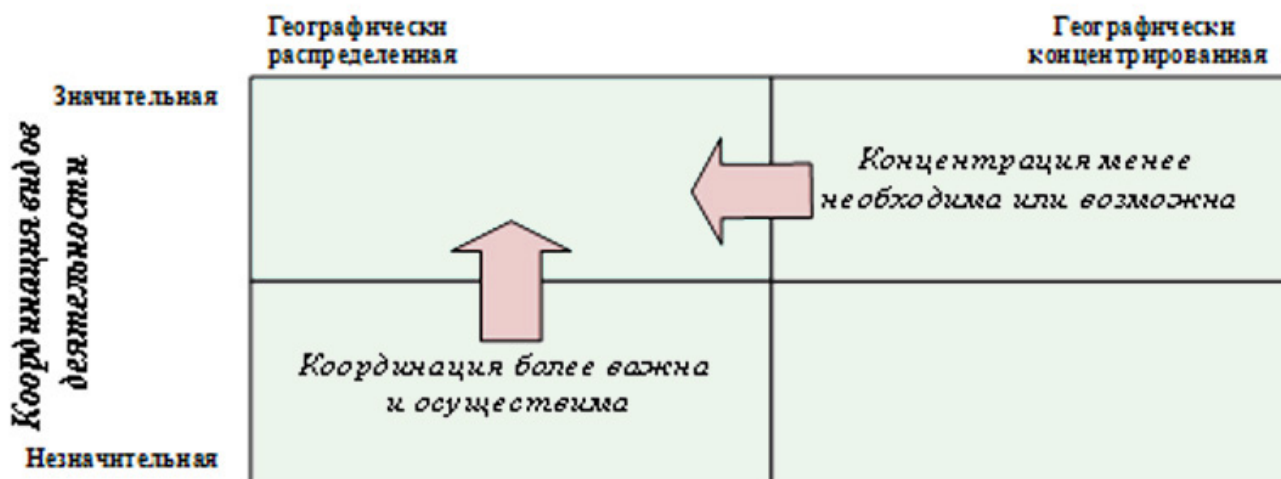 Географически
распределенная
Географически
концентрированная
Значительная
Координация видов
деятельности
Концентрация менее
необходима или возможна
Координация более важна
и осуществима
Незначительная